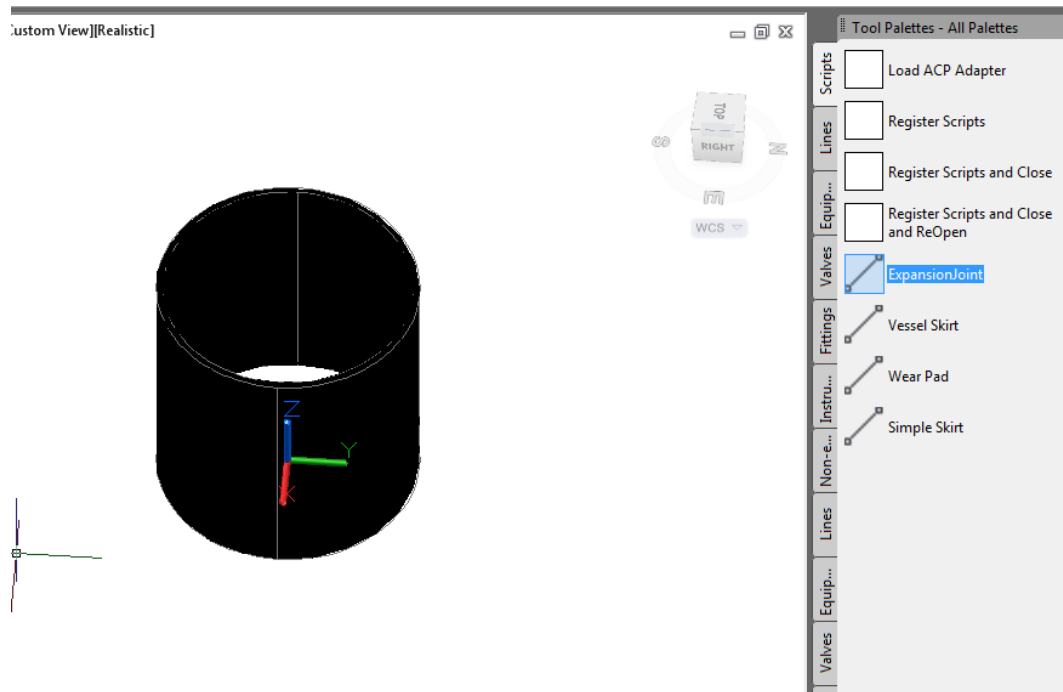 Custom View][Realistic]
TOP
RIGHT
S
N
E
WCS
Z
Y
X
Tool Palettes - All Palettes
Scripts
Lines
Equip...
Valves
Fittings
Instru...
Non-e...
Lines
Equip...
Valves
Load ACP Adapter
Register Scripts
Register Scripts and Close
Register Scripts and Close
and ReOpen
ExpansionJoint
Vessel Skirt
Wear Pad
Simple Skirt